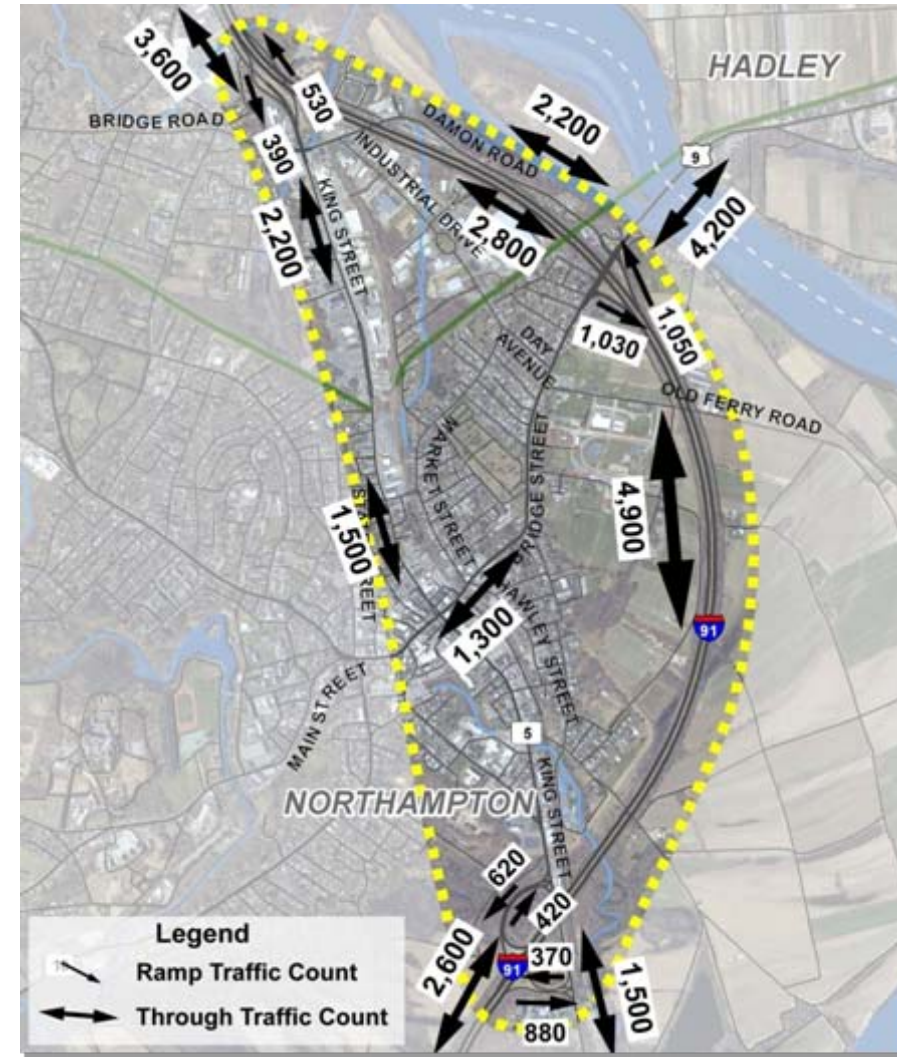 3,600
530
HADLEY
BRIDGE ROAD
390
DAMON ROAD
2,200
9
INDUSTRIAL DRIVE
KING STREET
2,200
2,800
4,200
1,030
1,050
DAY
AVENUE
OLD FERRY ROAD
MARKET STREET
BRIDGE STREET
4,900
1,500
STREET
1,300
HAWLEY STREET
91
MAIN STREET
5
KING STREET
NORTHAMPTON
620
420
2,600
91
370
1,500
880
Legend
Ramp Traffic Count
Through Traffic Count